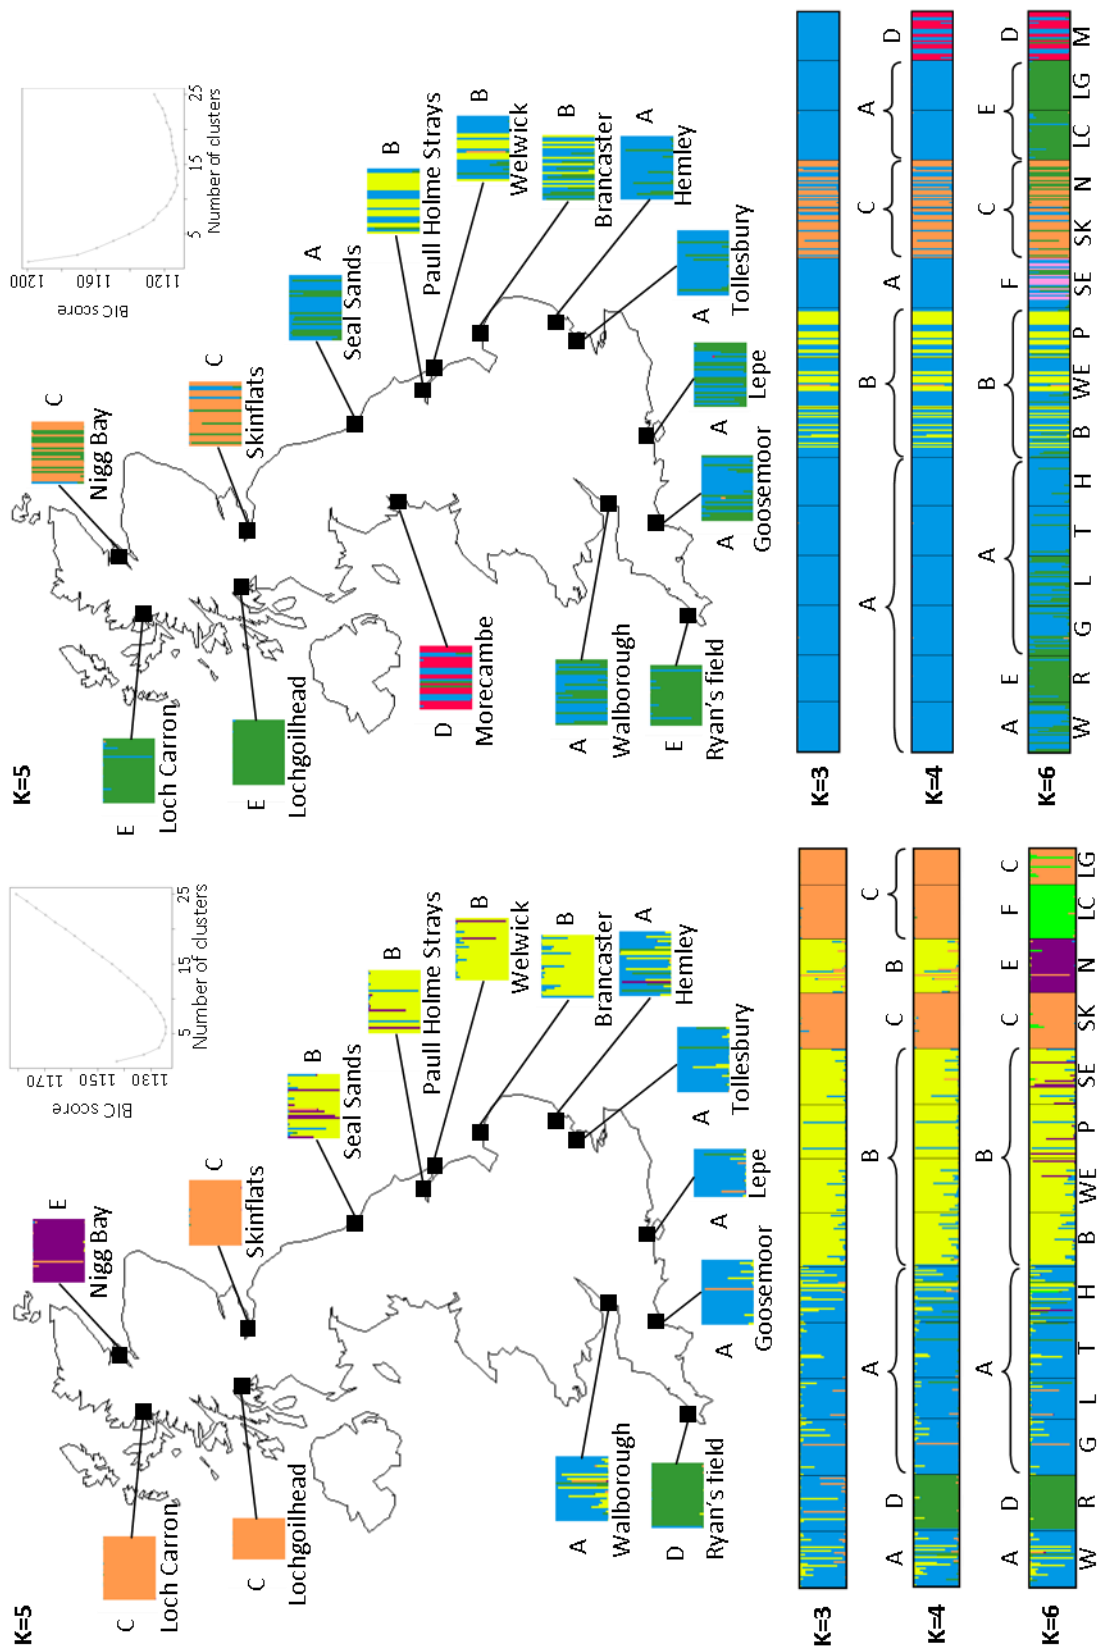 K=5
BIC score
1170
1150
1130
5 15 25
Number of clusters
E
Nigg Bay
C
Loch Carron
C
Skinflats
C
Lochgoilhead
B
Seal Sands
B
Paull Holme Strays
B
Welwick
B
Brancaster
A
Hemley
A
Walborough
A
Tollesbury
D
Ryan's field
A
Goosemoor
A
Lepe
K=3
A D A B C B C
K=4
A D A B C E F C
K=6
W R G L T H B WE P SE SK N LC LG
K=5
BIC score
1200
1160
1120
5 15 25
Number of clusters
C
Nigg Bay
E
Loch Carron
C
Skinflats
E
Lochgoilhead
A
Seal Sands
B
Paull Holme Strays
D
Morecambe
B
Welwick
B
Brancaster
A
Hemley
A
Walborough
A
Tollesbury
E
Ryan's field
A
Goosemoor
A
Lepe
K=3
A B A C A D
K=4
A E A B F C E D
K=6
W R G L T H B WE P SE SK N LC LG M